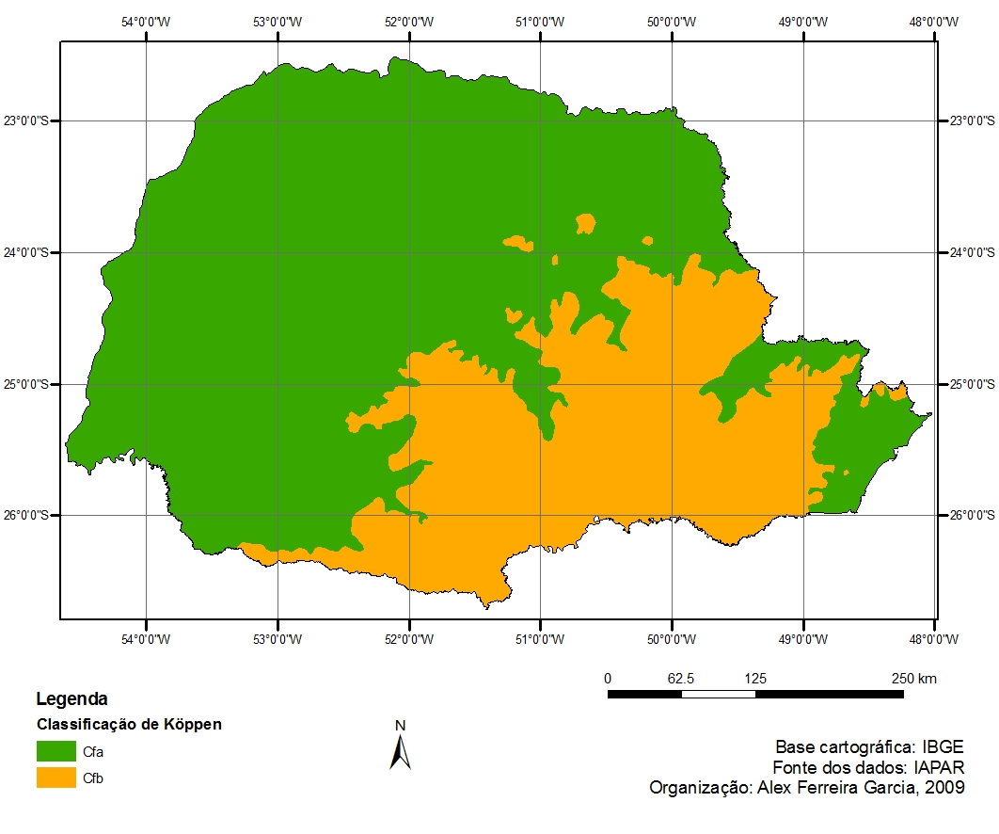 54°0'0"W 53°0'0"W 52°0'0"W 51°0'0"W 50°0'0"W 49°0'0"W 48°0'0"W
23°0'0"S 23°0'0"S
24°0'0"S 24°0'0"S
25°0'0"S 25°0'0"S
26°0'0"S 26°0'0"S
54°0'0"W 53°0'0"W 52°0'0"W 51°0'0"W 50°0'0"W 49°0'0"W 48°0'0"W
0 62.5 125 250 km
Legenda
Classificação de Köppen
Cfa
Cfb
N
Base cartográfica: IBGE
Fonte dos dados: IAPAR
Organização: Alex Ferreira Garcia, 2009